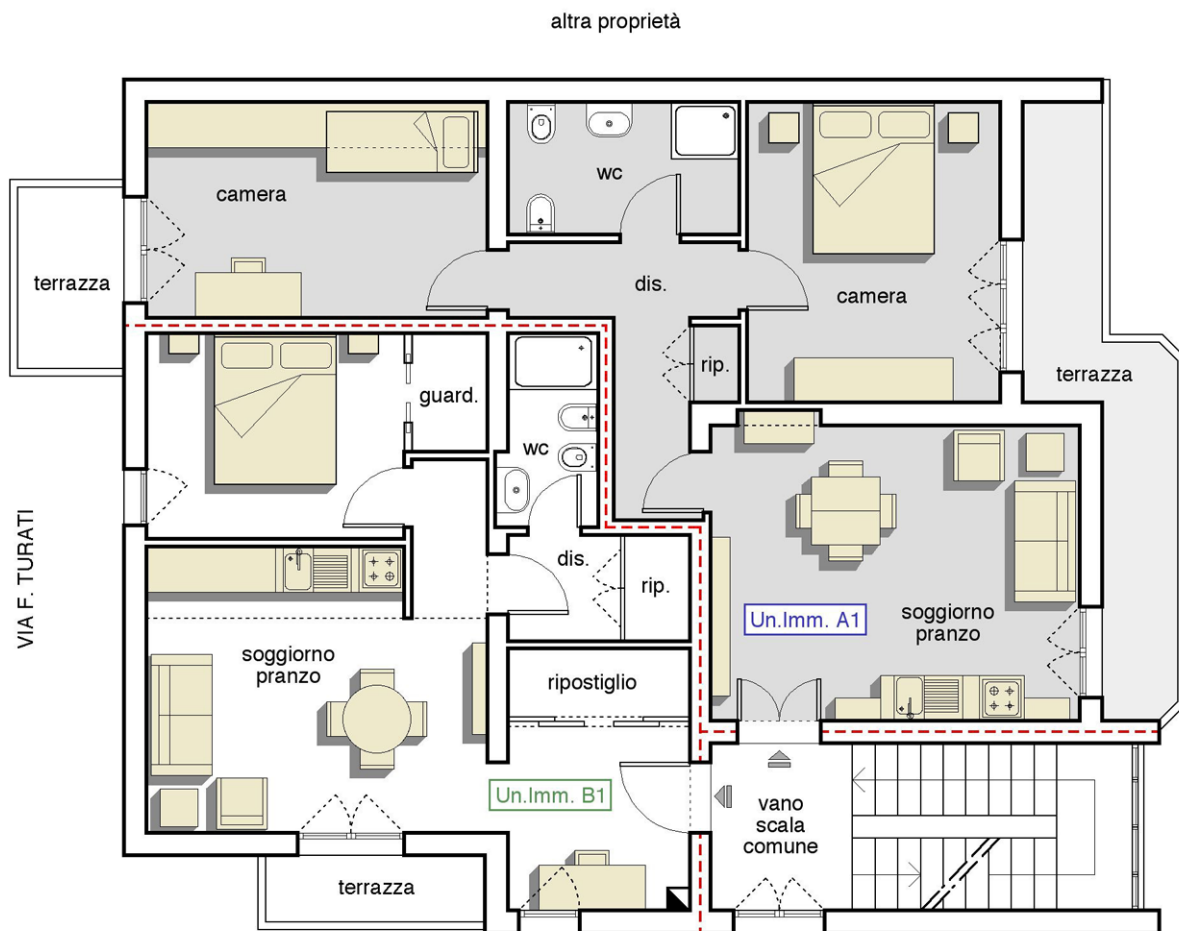 altra proprietà
camera
wc
terrazza
dis.
camera
rip.
terrazza
guard.
wc
VIA F. TURATI
dis.
rip.
Un.Imm. A1
soggiorno
pranzo
soggiorno
pranzo
ripostiglio
Un.Imm. B1
vano
scala
comune
terrazza